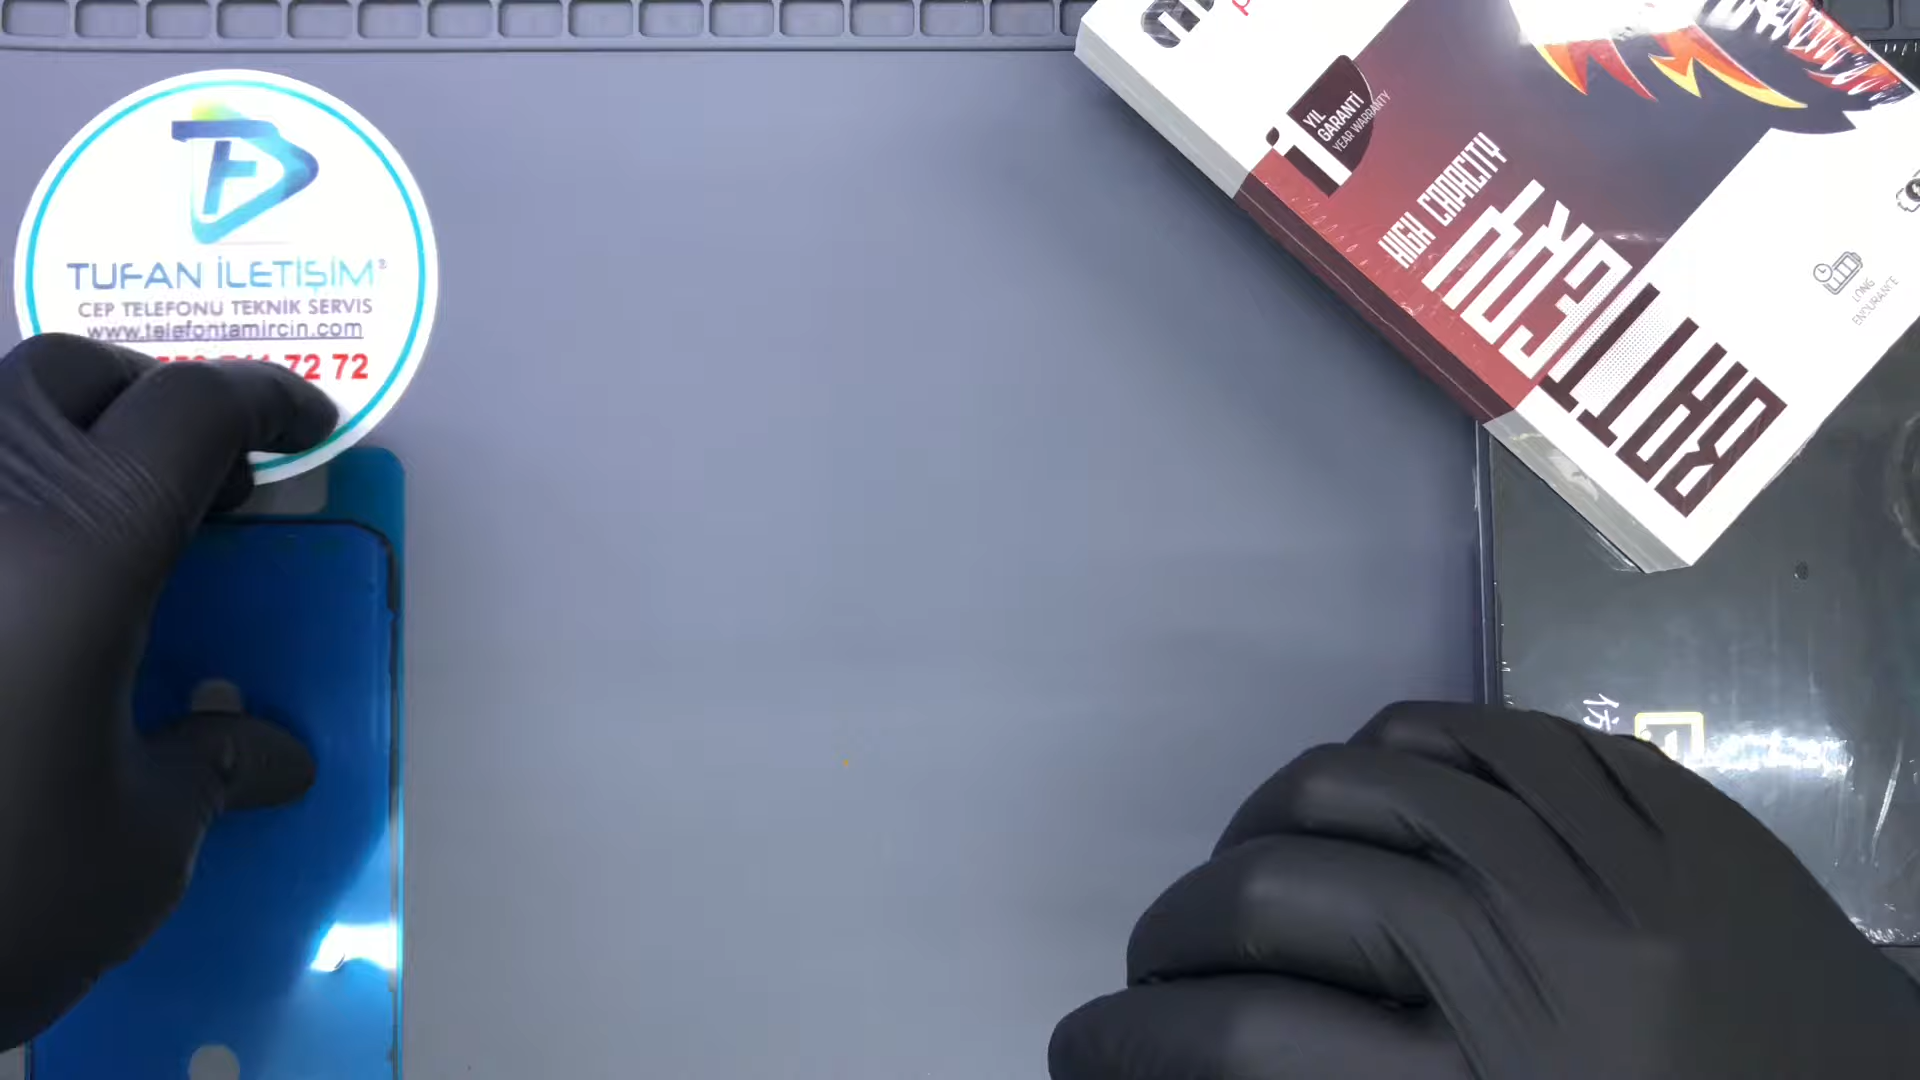 TUFAN İLETİŞİM
CEP TELEFONU TEKNİK SERVİS
www.telefontamircin.com
72 72
1 YIL
GARANTİ
YEAR WARRANTY
HIGH CAPACITY
BATTERY
LONG
ENDURANCE